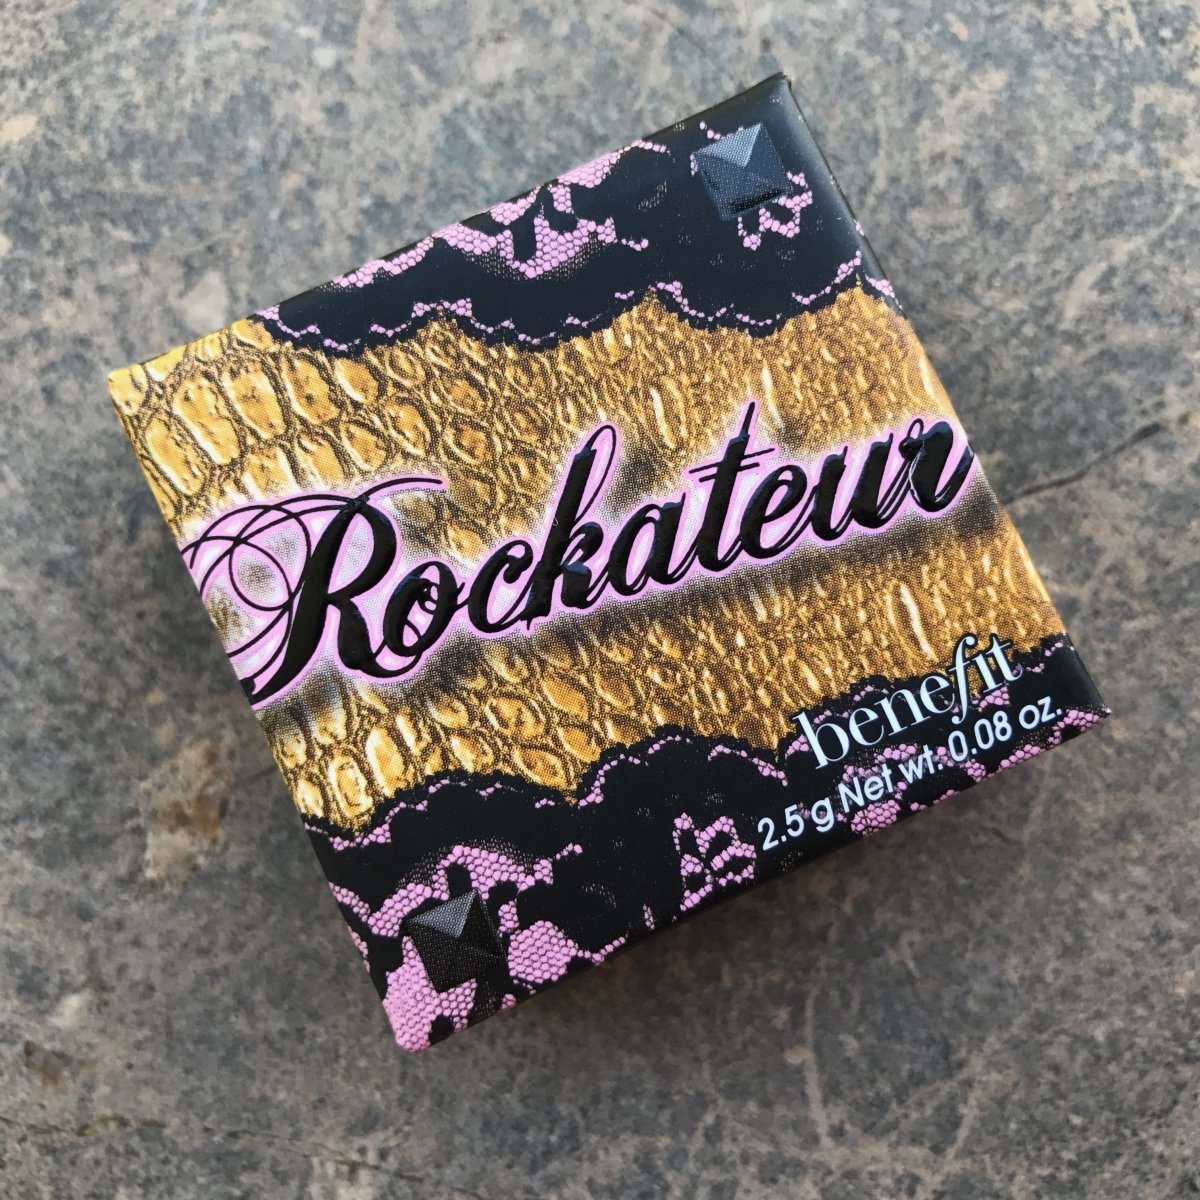 Rockateur
benefit
2.5 g Net wt. 0.08 oz.